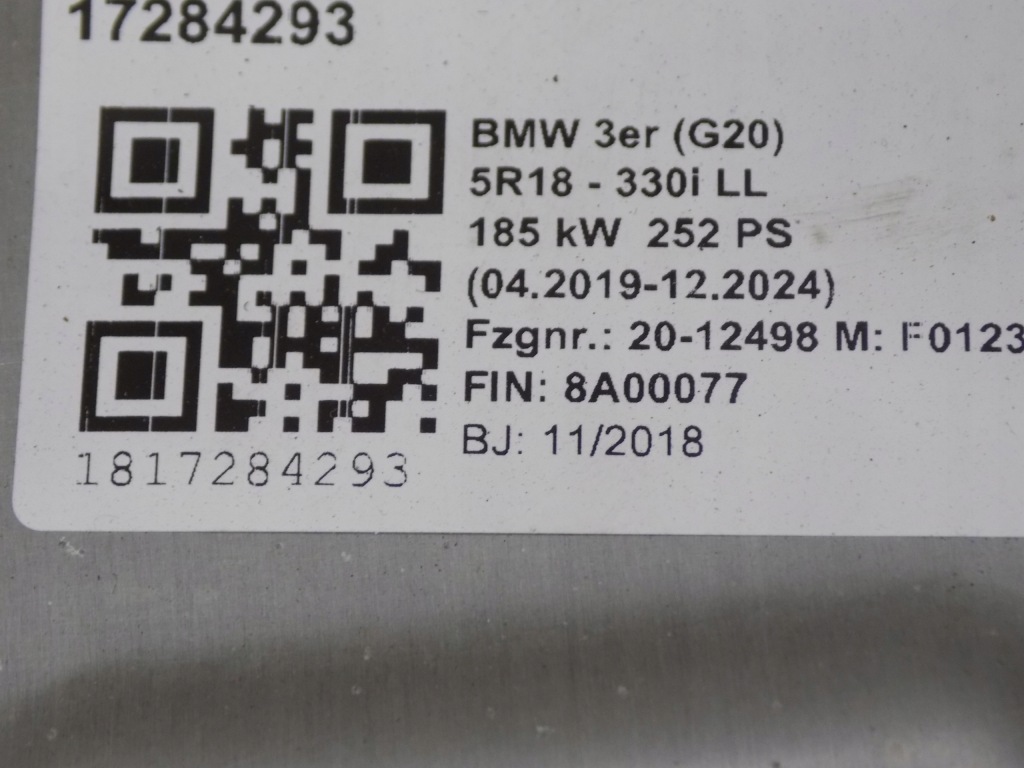 17284293
BMW 3er (G20)
5R18 - 330i LL
185 kW 252 PS
(04.2019-12.2024)
Fzgnr.: 20-12498 M: F0123
FIN: 8A00077
BJ: 11/2018
1817284293